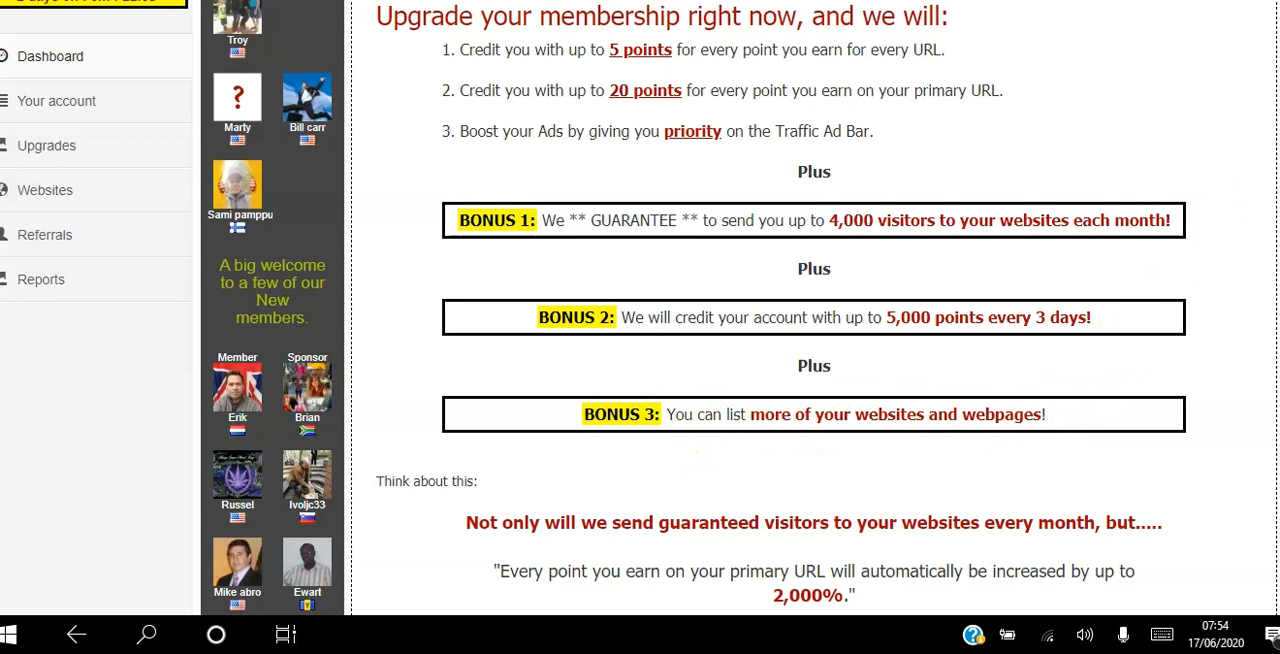 Dashboard
Your account
Upgrades
Websites
Referrals
Reports
Troy
?
Marty
Bill carr
Sami pamppu
A big welcome
to a few of our
New
members.
Member
Sponsor
Erik
Brian
Russel
Ivoljc33
Mike abro
Ewart
Upgrade your membership right now, and we will:
1. Credit you with up to 5 points for every point you earn for every URL.
2. Credit you with up to 20 points for every point you earn on your primary URL.
3. Boost your Ads by giving you priority on the Traffic Ad Bar.
Plus
BONUS 1: We ** GUARANTEE ** to send you up to 4,000 visitors to your websites each month!
Plus
BONUS 2: We will credit your account with up to 5,000 points every 3 days!
Plus
BONUS 3: You can list more of your websites and webpages!
Think about this:
Not only will we send guaranteed visitors to your websites every month, but.....
"Every point you earn on your primary URL will automatically be increased by up to
2,000%."
07:54
17/06/2020